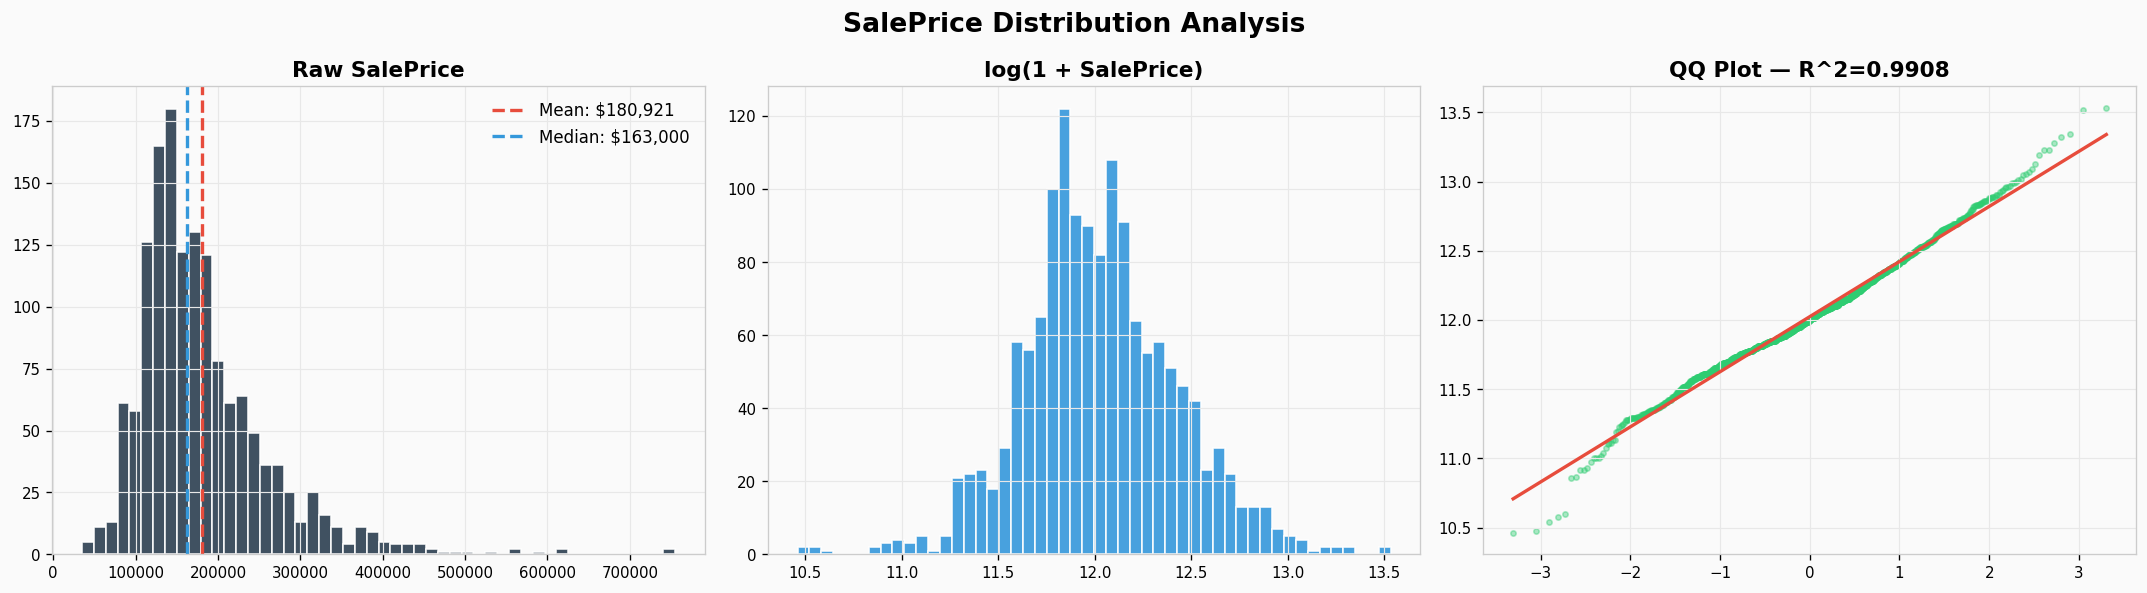 SalePrice Distribution Analysis
Raw SalePrice
Mean: $180,921
Median: $163,000
175
150
125
100
75
50
25
0
0 100000 200000 300000 400000 500000 600000 700000
log(1 + SalePrice)
120
100
80
60
40
20
0
10.5 11.0 11.5 12.0 12.5 13.0 13.5
QQ Plot — R^2=0.9908
13.5
13.0
12.5
12.0
11.5
11.0
10.5
−3 −2 −1 0 1 2 3